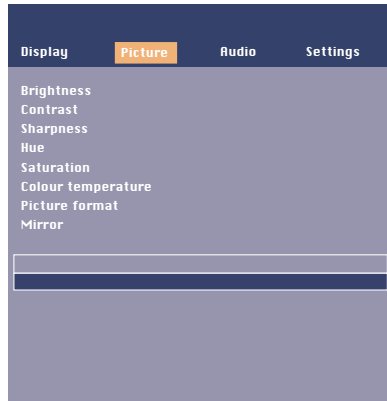 Display Picture Audio Settings
Brightness
Contrast
Sharpness
Hue
Saturation
Colour temperature
Picture format
Mirror